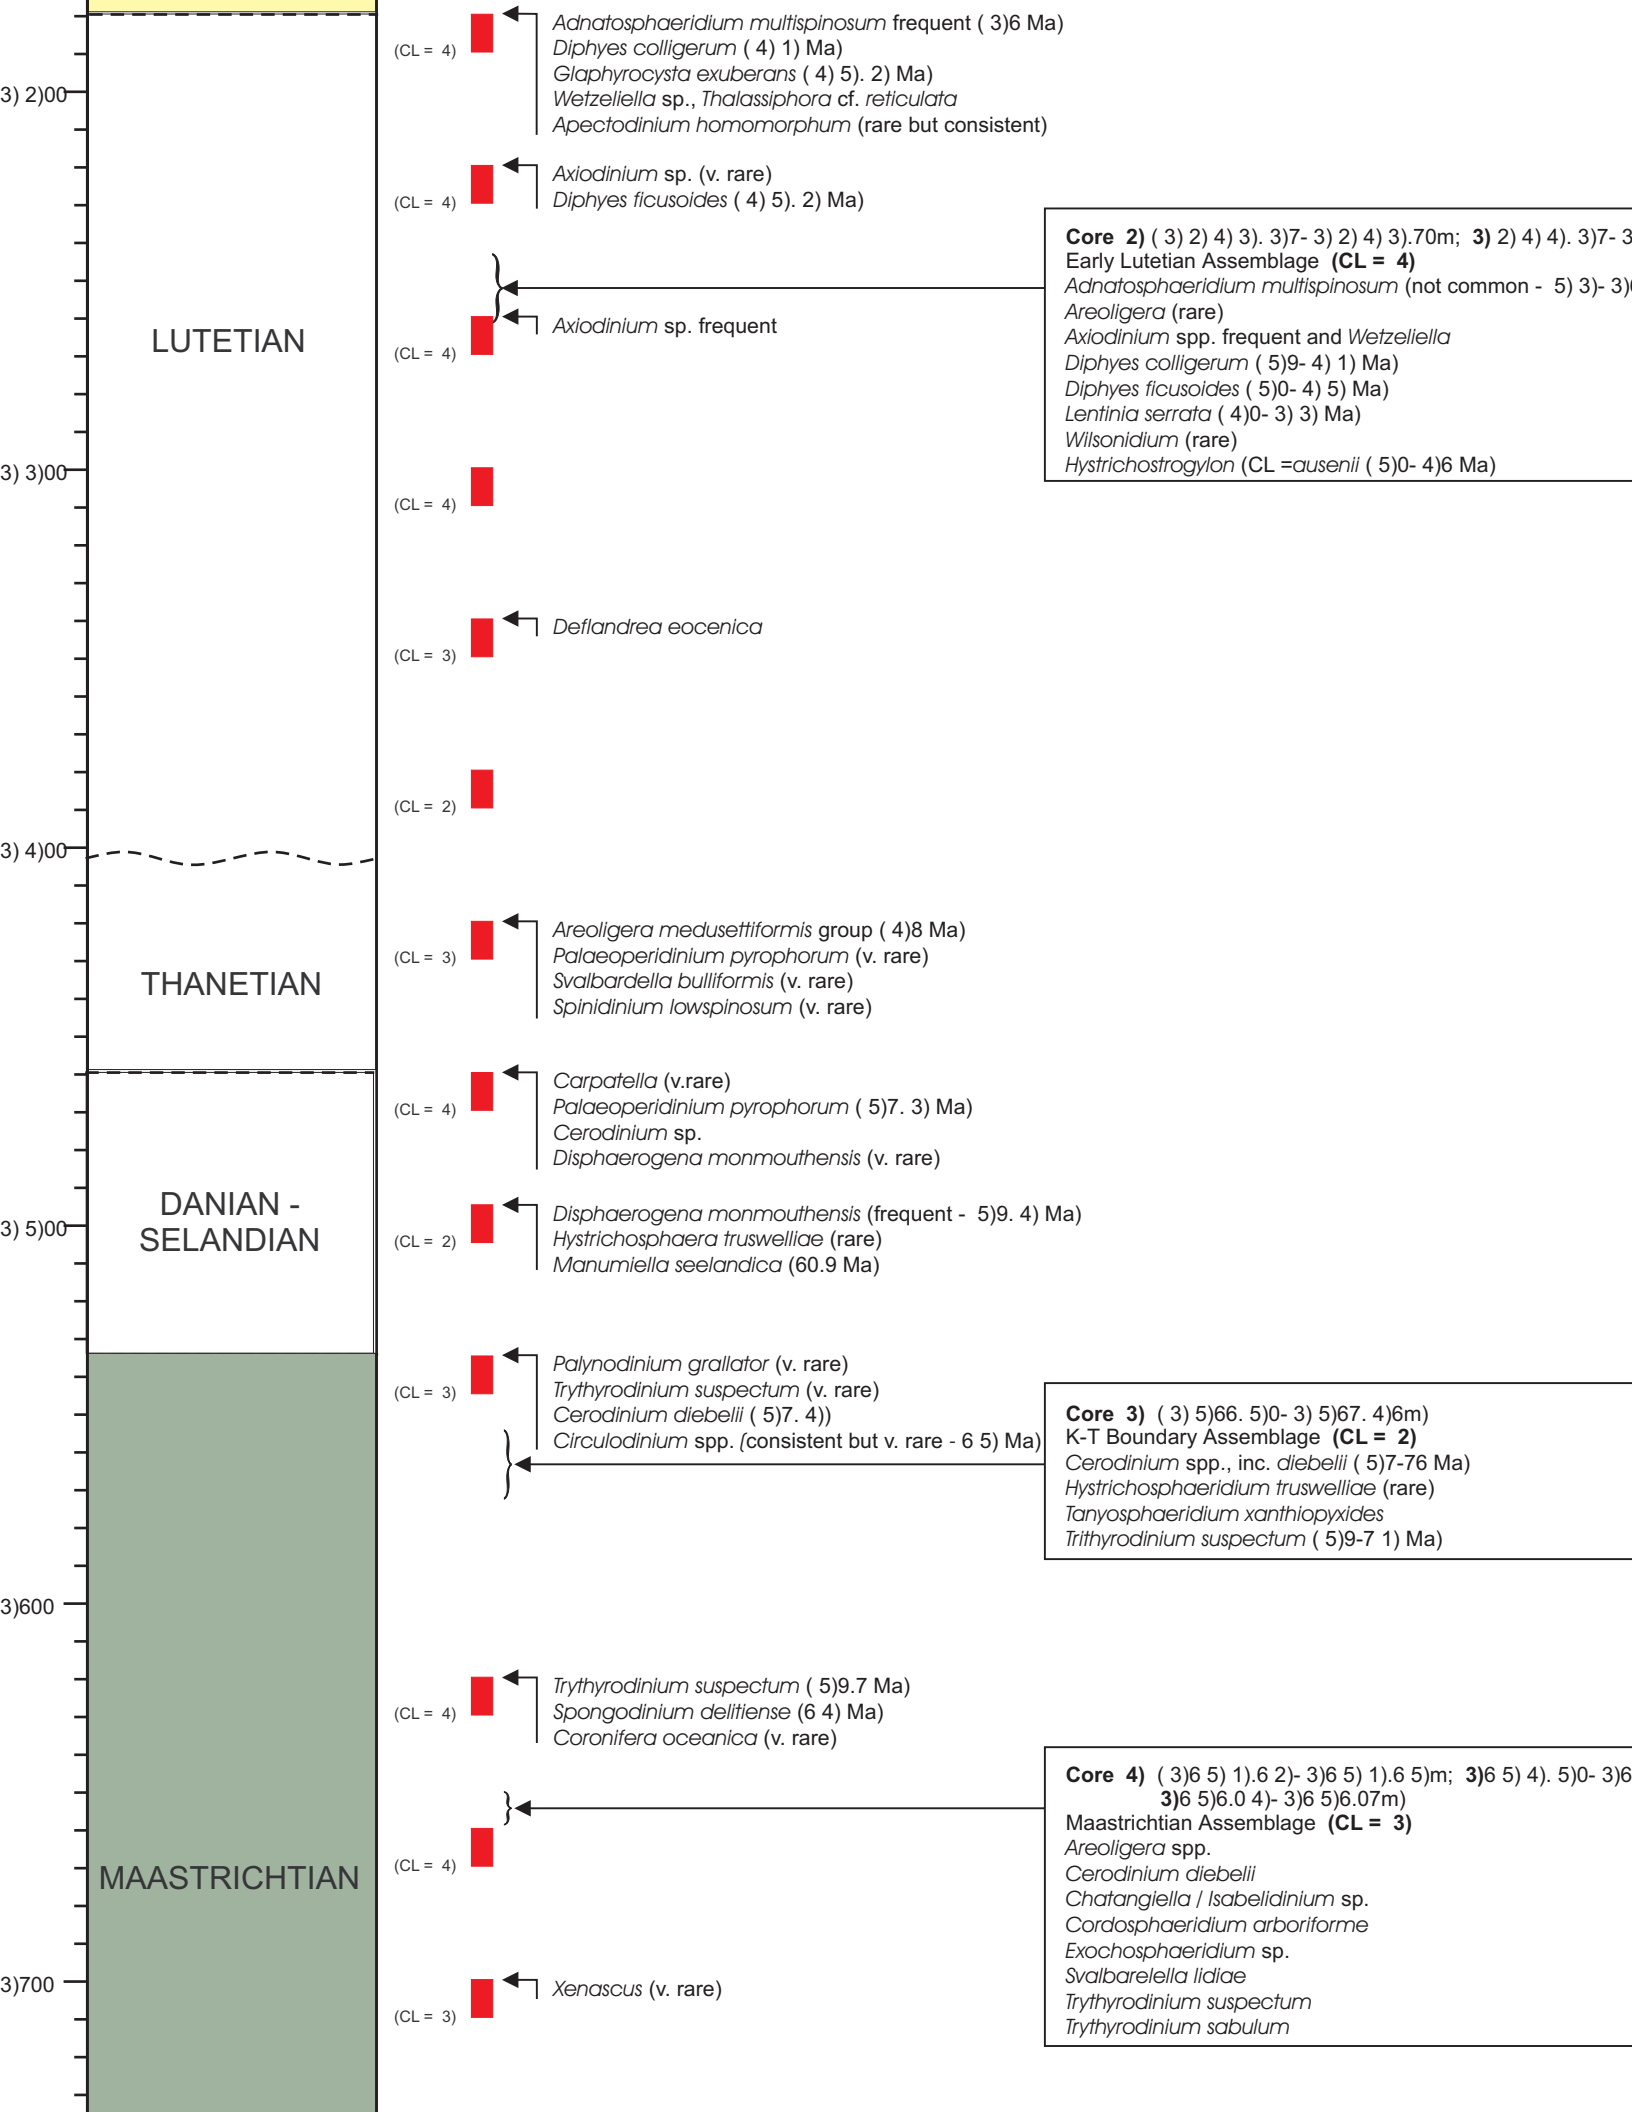 Adnatosphaeridium multispinosum frequent ( 3)6 Ma)
(CL = 4)
Diphyes colligerum ( 4) 1) Ma)
Glaphyrocysta exuberans ( 4) 5). 2) Ma)
3) 2)00
Wetzeliella sp., Thalassiphora cf. reticulata
Apectodinium homomorphum (rare but consistent)
Axiodinium sp. (v. rare)
(CL = 4)
Diphyes ficusoides ( 4) 5). 2) Ma)
Core 2) ( 3) 2) 4) 3). 3)7- 3) 2) 4) 3).70m; 3) 2) 4) 4). 3)7- 3
Early Lutetian Assemblage (CL = 4)
Adnatosphaeridium multispinosum (not common - 5) 3)- 3)6
Areoligera (rare)
Axiodinium spp. frequent and Wetzeliella
Diphyes colligerum ( 5)9- 4) 1) Ma)
Diphyes ficusoides ( 5)0- 4) 5) Ma)
Lentinia serrata ( 4)0- 3) 3) Ma)
Wilsonidium (rare)
Hystrichostrogylon (CL =ausenii ( 5)0- 4)6 Ma)
LUTETIAN
Axiodinium sp. frequent
(CL = 4)
3) 3)00
(CL = 4)
Deflandrea eocenica
(CL = 3)
(CL = 2)
3) 4)00
Areoligera medusettiformis group ( 4)8 Ma)
(CL = 3)
Palaeoperidinium pyrophorum (v. rare)
Svalbardella bulliformis (v. rare)
Spinidinium lowspinosum (v. rare)
THANETIAN
Carpatella (v.rare)
(CL = 4)
Palaeoperidinium pyrophorum ( 5)7. 3) Ma)
Cerodinium sp.
Disphaerogena monmouthensis (v. rare)
DANIAN -
SELANDIAN
3) 5)00
Disphaerogena monmouthensis (frequent - 5)9. 4) Ma)
(CL = 2)
Hystrichosphaera truswelliae (rare)
Manumiella seelandica (60.9 Ma)
Palynodinium grallator (v. rare)
(CL = 3)
Trythyrodinium suspectum (v. rare)
Cerodinium diebelii ( 5)7. 4))
Circulodinium spp. (consistent but v. rare - 6 5) Ma)
Core 3) ( 3) 5)66. 5)0- 3) 5)67. 4)6m)
K-T Boundary Assemblage (CL = 2)
Cerodinium spp., inc. diebelii ( 5)7-76 Ma)
Hystrichosphaeridium truswelliae (rare)
Tanyosphaeridium xanthiopyxides
Trithyrodinium suspectum ( 5)9-7 1) Ma)
3)600
Trythyrodinium suspectum ( 5)9.7 Ma)
(CL = 4)
Spongodinium delitiense (6 4) Ma)
Coronifera oceanica (v. rare)
Core 4) ( 3)6 5) 1).6 2)- 3)6 5) 1).6 5)m; 3)6 5) 4). 5)0- 3)6
3)6 5)6.0 4)- 3)6 5)6.07m)
Maastrichtian Assemblage (CL = 3)
Areoligera spp.
Cerodinium diebelii
Chatangiella / Isabelidinium sp.
Cordosphaeridium arboriforme
Exochosphaeridium sp.
Svalbarelella lidiae
Trythyrodinium suspectum
Trythyrodinium sabulum
(CL = 4)
MAASTRICHTIAN
3)700
Xenascus (v. rare)
(CL = 3)